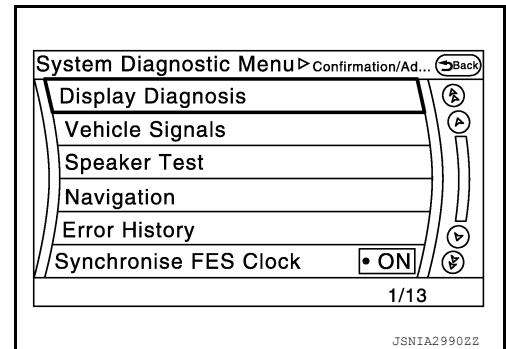 System Diagnostic Menu▷Confirmation/Ad... Back
Display Diagnosis
Vehicle Signals
Speaker Test
Navigation
Error History
Synchronise FES Clock • ON
1/13
JSNIA2990ZZ